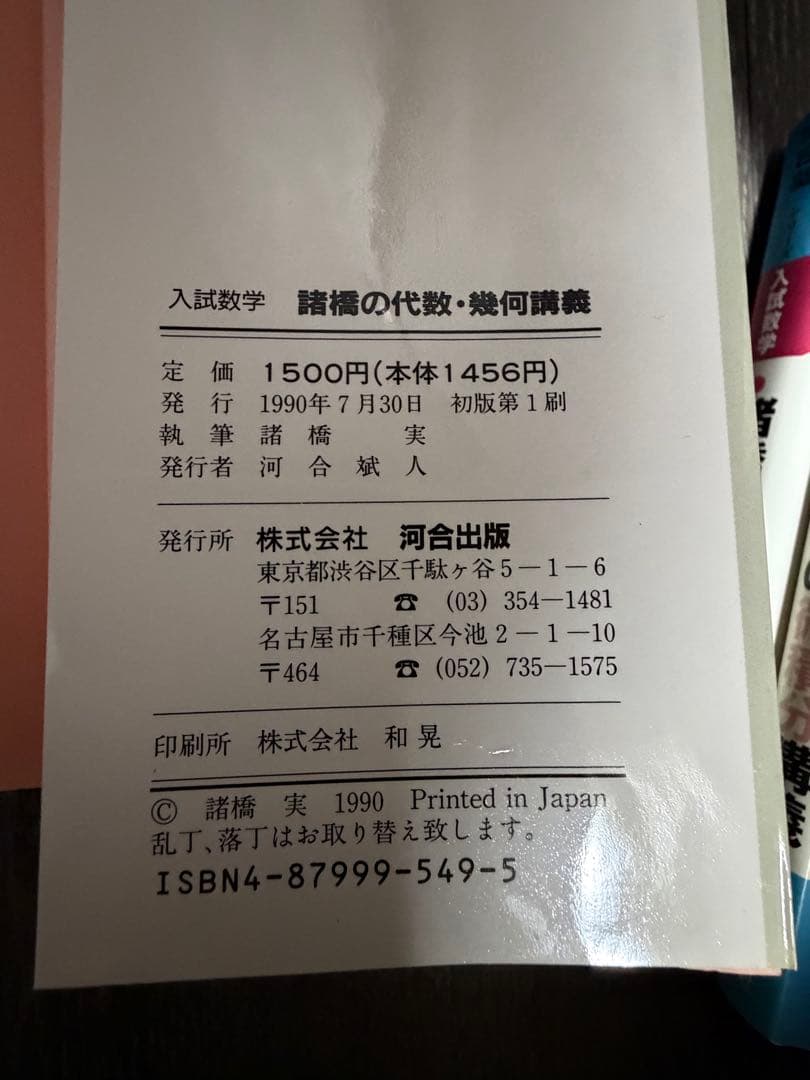 入試数学　諸橋の代数・幾何講義
定　価　1500円(本体1456円)
発　行　1990年7月30日　初版第1刷
執　筆　諸　橋　　実
発行者　河　合　斌　人
発行所　株式会社　河合出版
東京都渋谷区千駄ヶ谷5－1－6
〒151　☎ (03) 354―1481
名古屋市千種区今池2－1－10
〒464　☎ (052) 735―1575
印刷所　株式会社　和　晃
© 諸橋　実　1990　Printed in Japan
乱丁、落丁はお取り替え致します。
ISBN4-87999-549-5
入試数学
講義